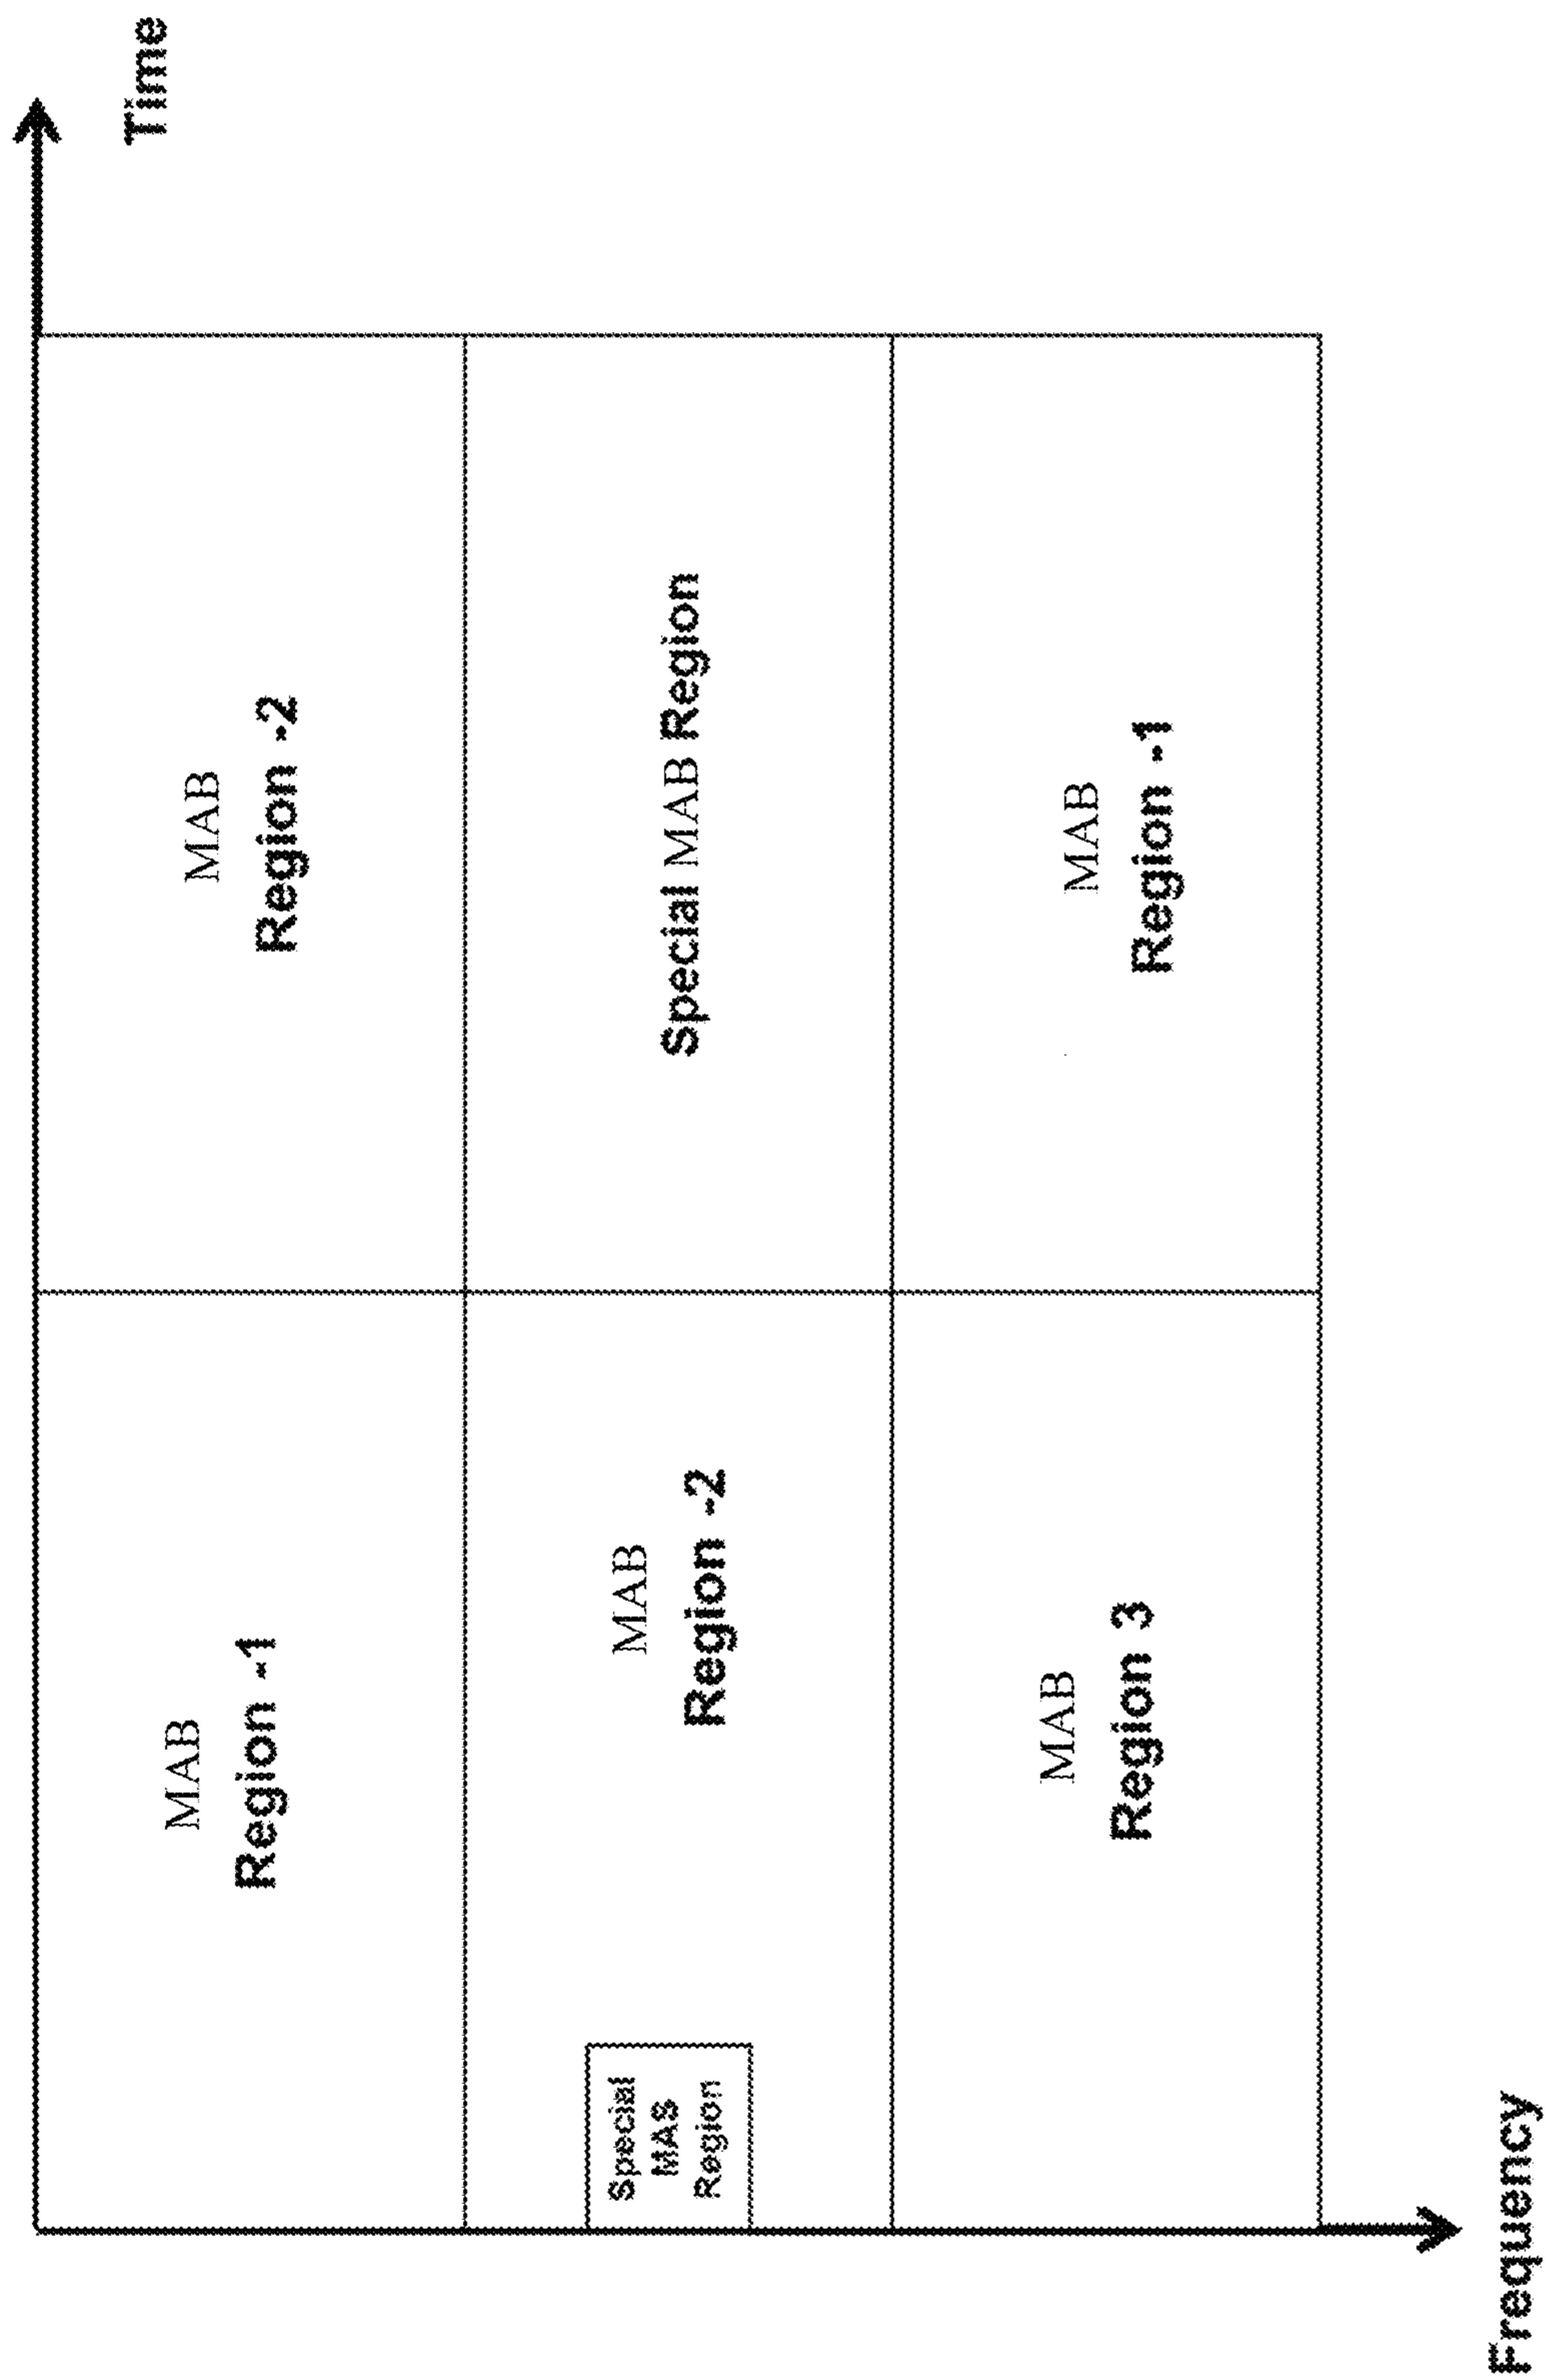 Time
MAB
Region -1
MAB
Region -2
Special
MAS
Region
MAB
Region -2
Special MAB Region
MAB
Region 3
MAB
Region -1
Frequency